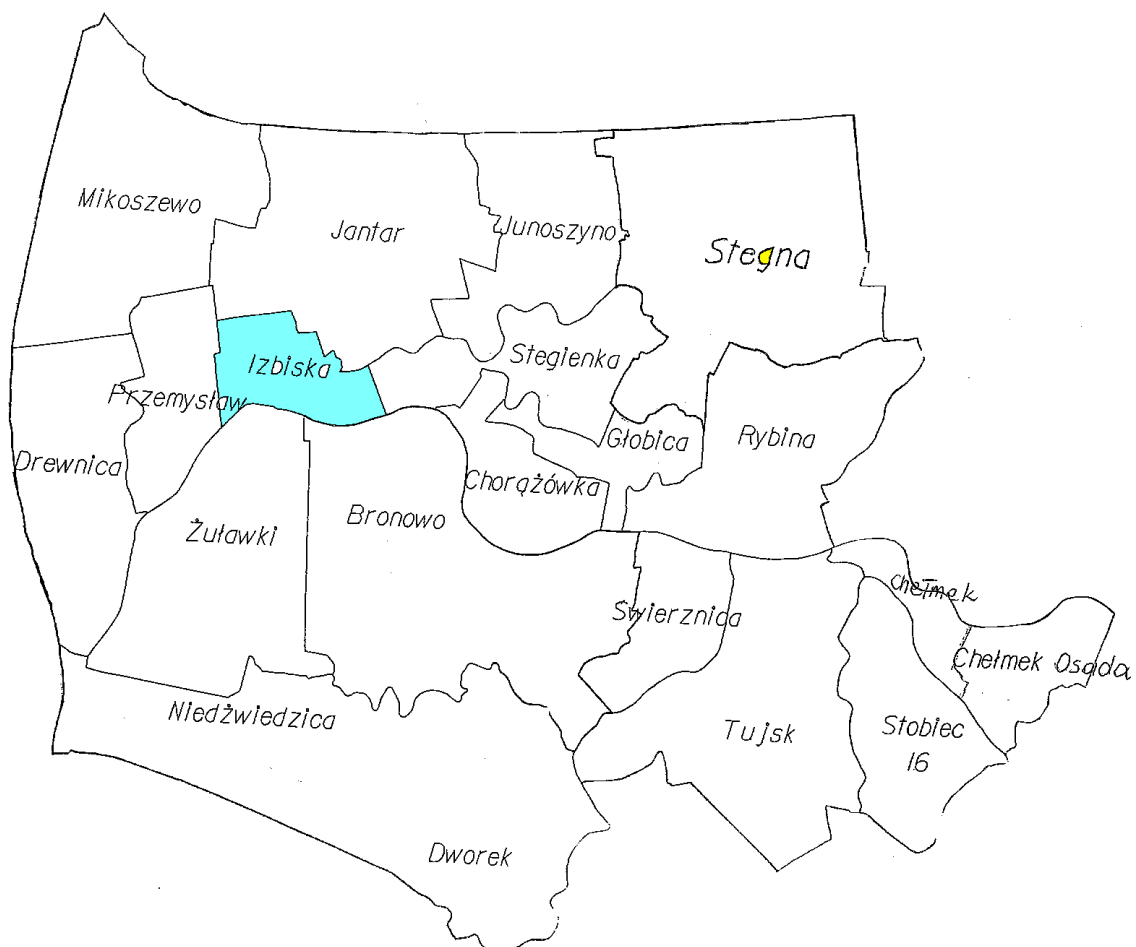 Mikoszewo
Jantar
Junoszyno
Stegna
Stegienka
Izbiska
Przemysław
Głobica
Rybina
Drewnica
Chorążówka
Bronowo
Żuławki
Chełmek
Świerznica
Chełmek Osada
Niedźwiedzica
Tujsk
Stobiec
16
Dworek